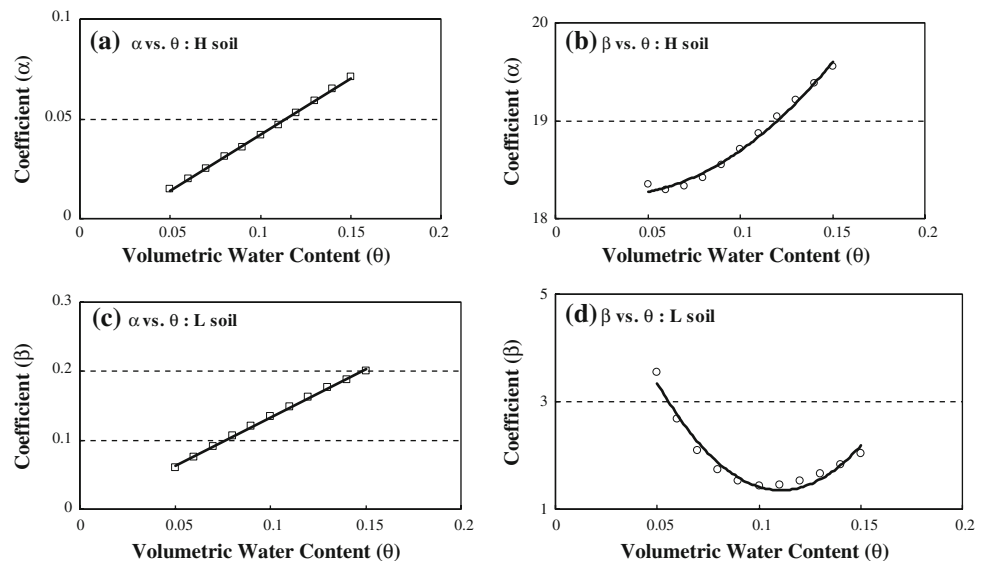 (a) α vs. θ : H soil
Coefficient (α)
0.1
0.05
0
0 0.05 0.1 0.15 0.2
Volumetric Water Content (θ)
(b) β vs. θ : H soil
Coefficient (α)
20
19
18
0 0.05 0.1 0.15 0.2
Volumetric Water Content (θ)
(c) α vs. θ : L soil
Coefficient (β)
0.3
0.2
0.1
0
0 0.05 0.1 0.15 0.2
Volumetric Water Content (θ)
(d) β vs. θ : L soil
Coefficient (β)
5
3
1
0 0.05 0.1 0.15 0.2
Volumetric Water Content (θ)